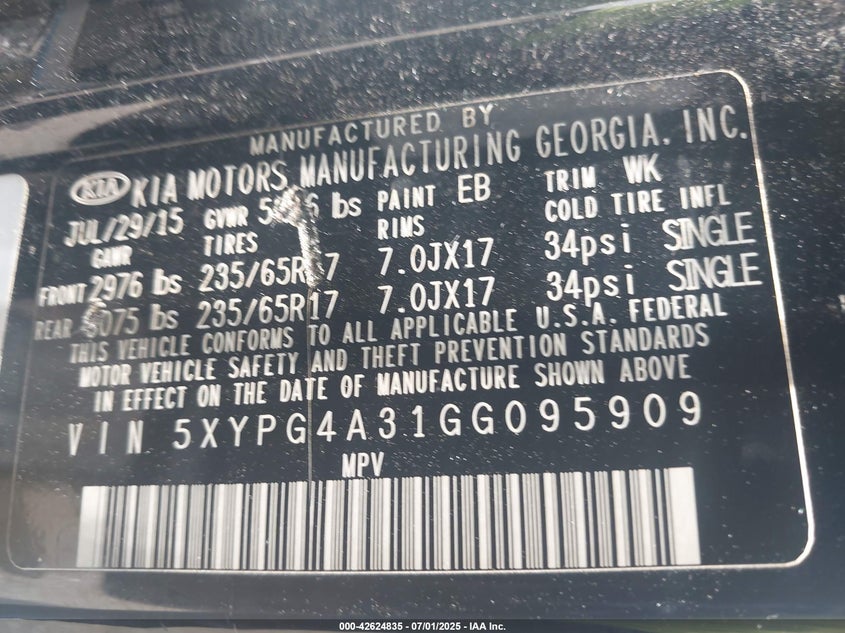 MANUFACTURED BY
KIA KIA MOTORS MANUFACTURING GEORGIA, INC.
JUL/29/15 GVWR lbs PAINT EB TRIM WK
GAWR TIRES RIMS COLD TIRE INFL
FRONT 2976 lbs 235/65R17 7.0JX17 34psi SINGLE
REAR lbs 235/65R17 7.0JX17 34psi SINGLE
THIS VEHICLE CONFORMS TO ALL APPLICABLE U.S.A. FEDERAL
MOTOR VEHICLE SAFETY AND THEFT PREVENTION STANDARDS
IN EFFECT ON THE DATE OF MANUFACTURE SHOWN ABOVE
VIN 5XYPG4A31GG095909
MPV
000-42624835 - 07/01/2025 - IAA Inc.